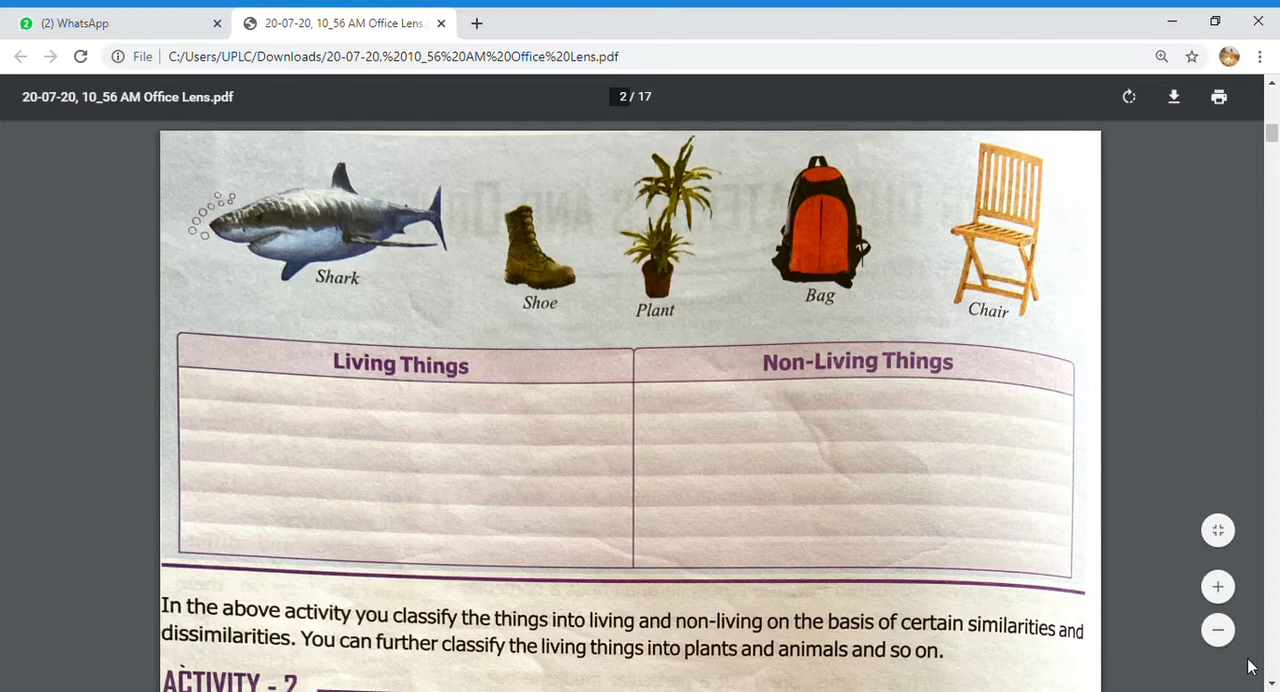 (2) WhatsApp
20-07-20, 10_56 AM Office Lens.
File C:/Users/UPLC/Downloads/20-07-20,%2010_56%20AM%20Office%20Lens.pdf
20-07-20, 10_56 AM Office Lens.pdf
2 / 17
Shark
Shoe
Plant
Bag
Chair
Living Things
Non-Living Things
In the above activity you classify the things into living and non-living on the basis of certain similarities and
dissimilarities. You can further classify the living things into plants and animals and so on.
ACTIVITY - 2